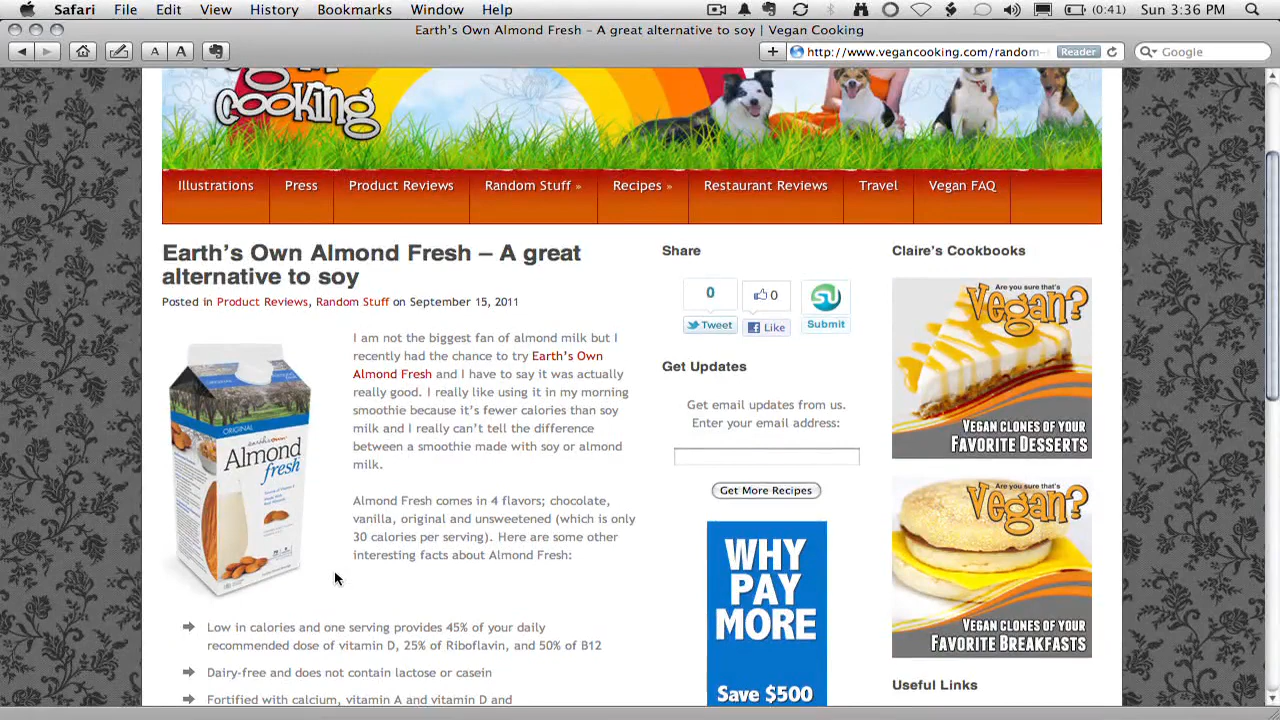 Safari File Edit View History Bookmarks Window Help (0:41) Sun 3:36 PM
Earth's Own Almond Fresh – A great alternative to soy | Vegan Cooking
A A http://www.vegancooking.com/random- Reader Google
cooking
Illustrations Press Product Reviews Random Stuff » Recipes » Restaurant Reviews Travel Vegan FAQ
Earth's Own Almond Fresh – A great
alternative to soy
Posted in Product Reviews, Random Stuff on September 15, 2011
I am not the biggest fan of almond milk but I
recently had the chance to try Earth's Own
Almond Fresh and I have to say it was actually
really good. I really like using it in my morning
smoothie because it's fewer calories than soy
milk and I really can't tell the difference
between a smoothie made with soy or almond
milk.
ORIGINAL
ORIGINAL
earth's own
Almond
fresh
Almond Fresh comes in 4 flavors; chocolate,
vanilla, original and unsweetened (which is only
30 calories per serving). Here are some other
interesting facts about Almond Fresh:
Low in calories and one serving provides 45% of your daily
recommended dose of vitamin D, 25% of Riboflavin, and 50% of B12
Dairy-free and does not contain lactose or casein
Fortified with calcium, vitamin A and vitamin D and
Share
0 0
Tweet Like Submit
Get Updates
Get email updates from us.
Enter your email address:
Get More Recipes
WHY
PAY
MORE
Save $500
Claire's Cookbooks
Are you sure that's
Vegan?
VEGAN CLONES OF YOUR
FAVORITE DESSERTS
Are you sure that's
Vegan?
VEGAN CLONES OF YOUR
FAVORITE BREAKFASTS
Useful Links